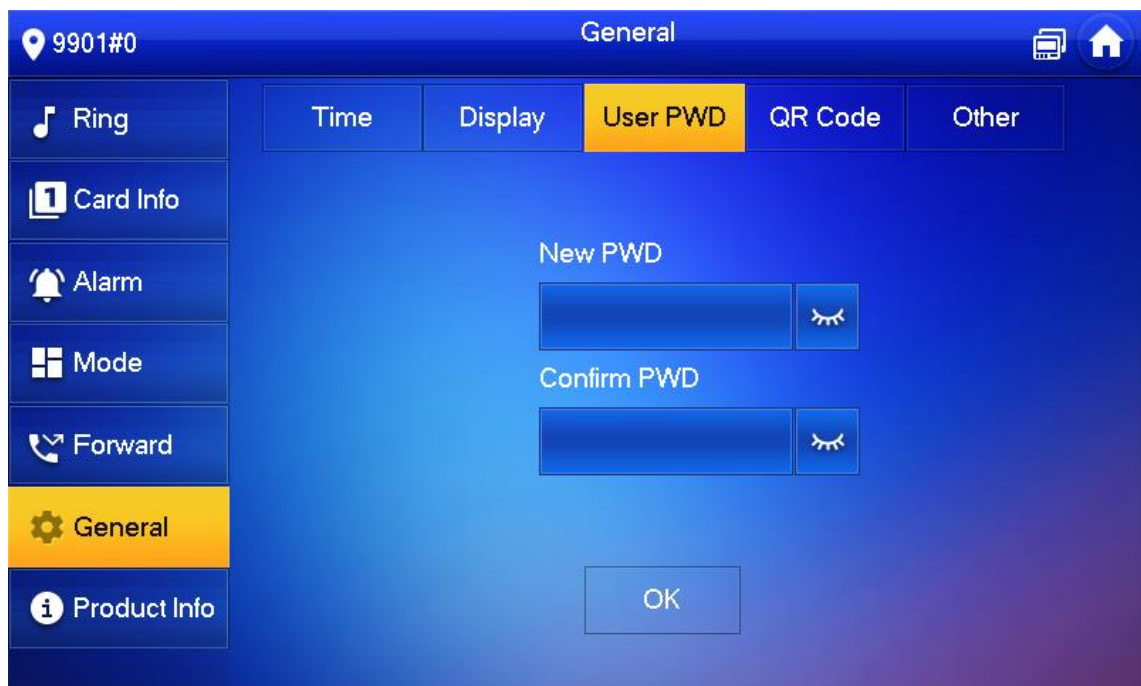 9901#0
General
Ring
Card Info
Alarm
Mode
Forward
General
Product Info
Time
Display
User PWD
QR Code
Other
New PWD
Confirm PWD
OK